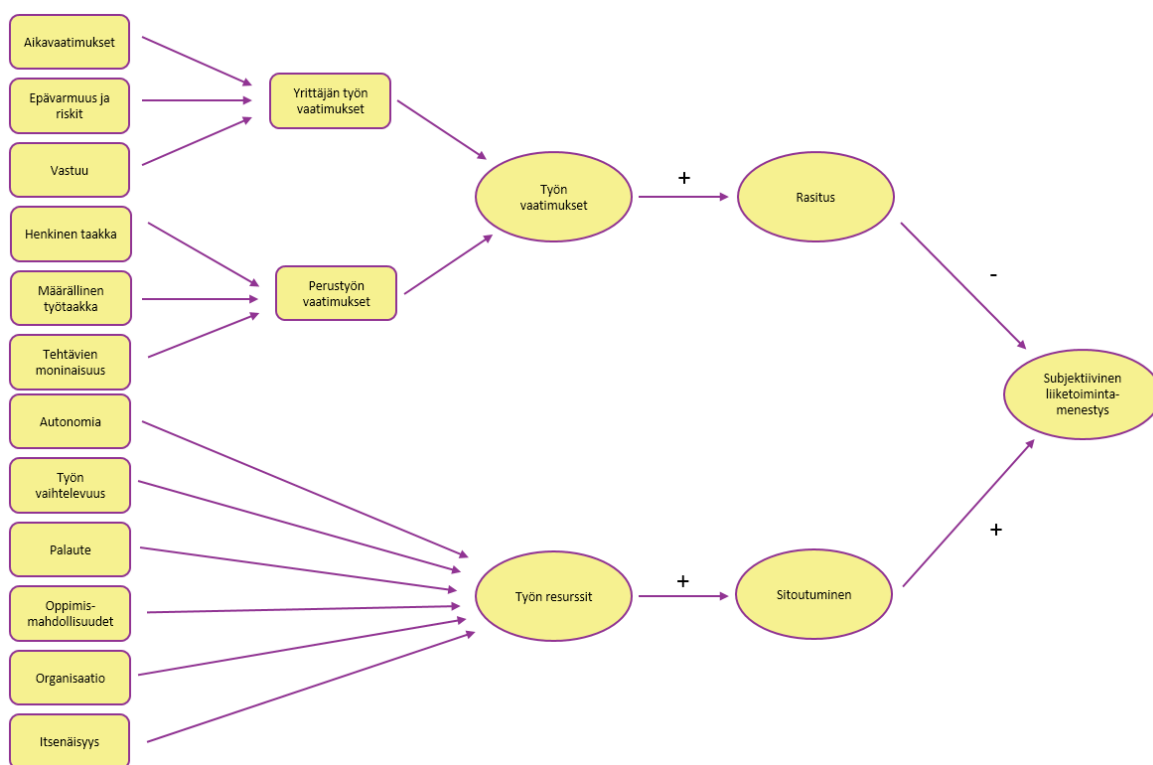 Aikavaatimukset
Epävarmuus ja
riskit
Vastuu
Henkinen taakka
Määrällinen
työtaakka
Tehtävien
moninaisuus
Autonomia
Työn
vaihtelevuus
Palaute
Oppimis-
mahdollisuudet
Organisaatio
Itsenäisyys
Yrittäjän työn
vaatimukset
Perustyön
vaatimukset
Työn
vaatimukset
+
Rasitus
-
Työn resurssit
+
Sitoutuminen
+
Subjektiivinen
liiketoiminta-
menestys